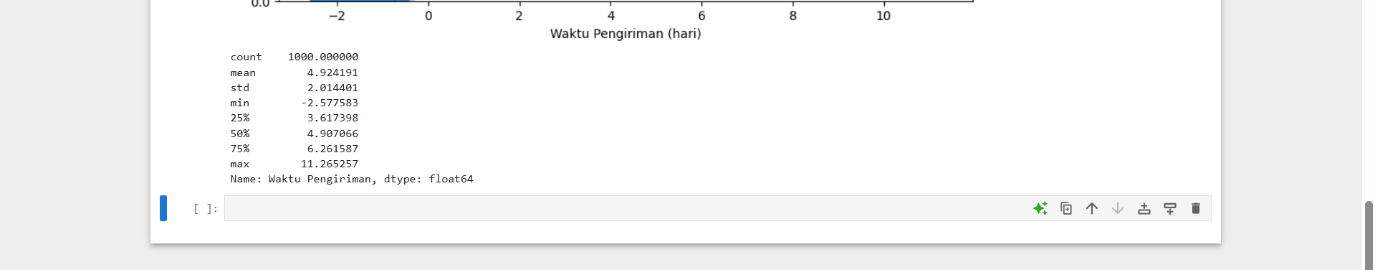 0.0
−2 0 2 4 6 8 10
Waktu Pengiriman (hari)
count 1000.000000
mean 4.924191
std 2.014401
min -2.577583
25% 3.617398
50% 4.907066
75% 6.261587
max 11.265257
Name: Waktu Pengiriman, dtype: float64
[ ]: